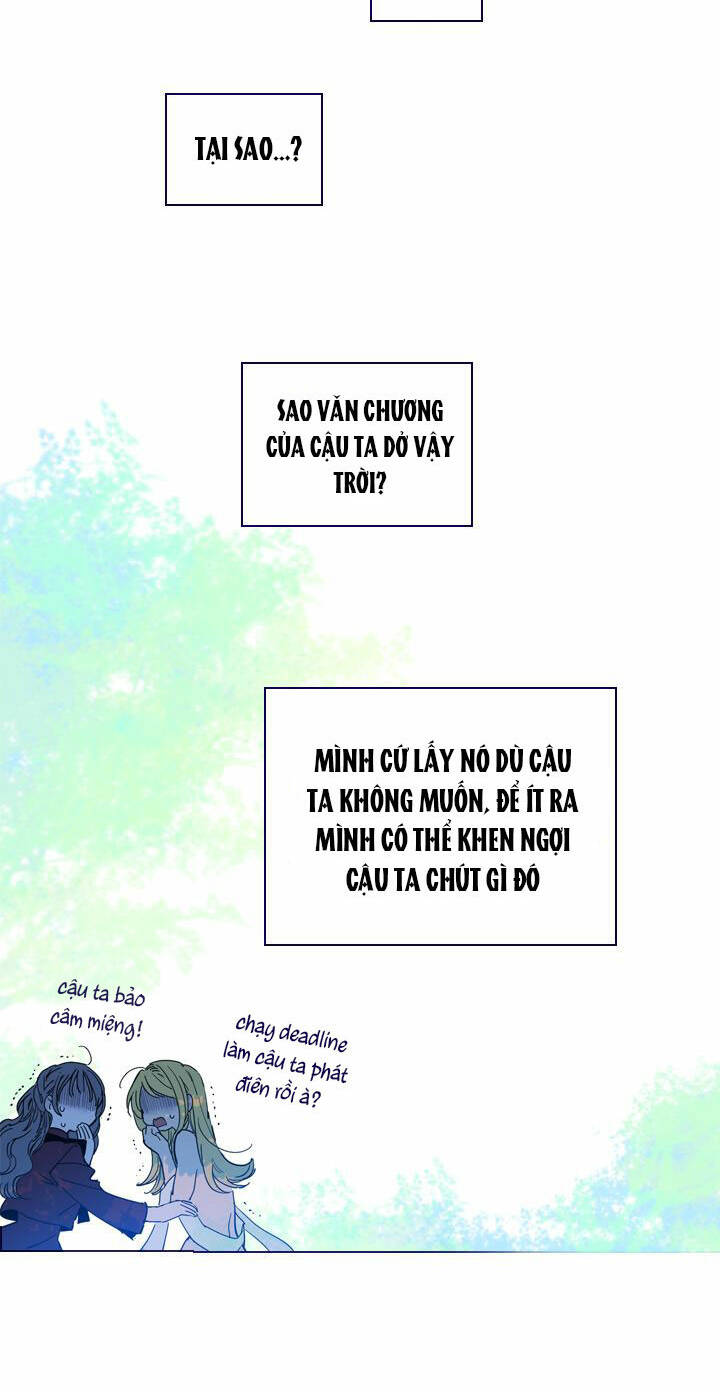 TẠI SAO...?
SAO VĂN CHƯƠNG
CỦA CẬU TA DỞ VẬY
TRỜI?
MÌNH CỨ LẤY NÓ DÙ CẬU
TA KHÔNG MUỐN, ĐỂ ÍT RA
MÌNH CÓ THỂ KHEN NGỢI
CẬU TA CHÚT GÌ ĐÓ
cậu ta bảo
câm miệng!
chạy deadline
làm cậu ta phát
điên rồi à?